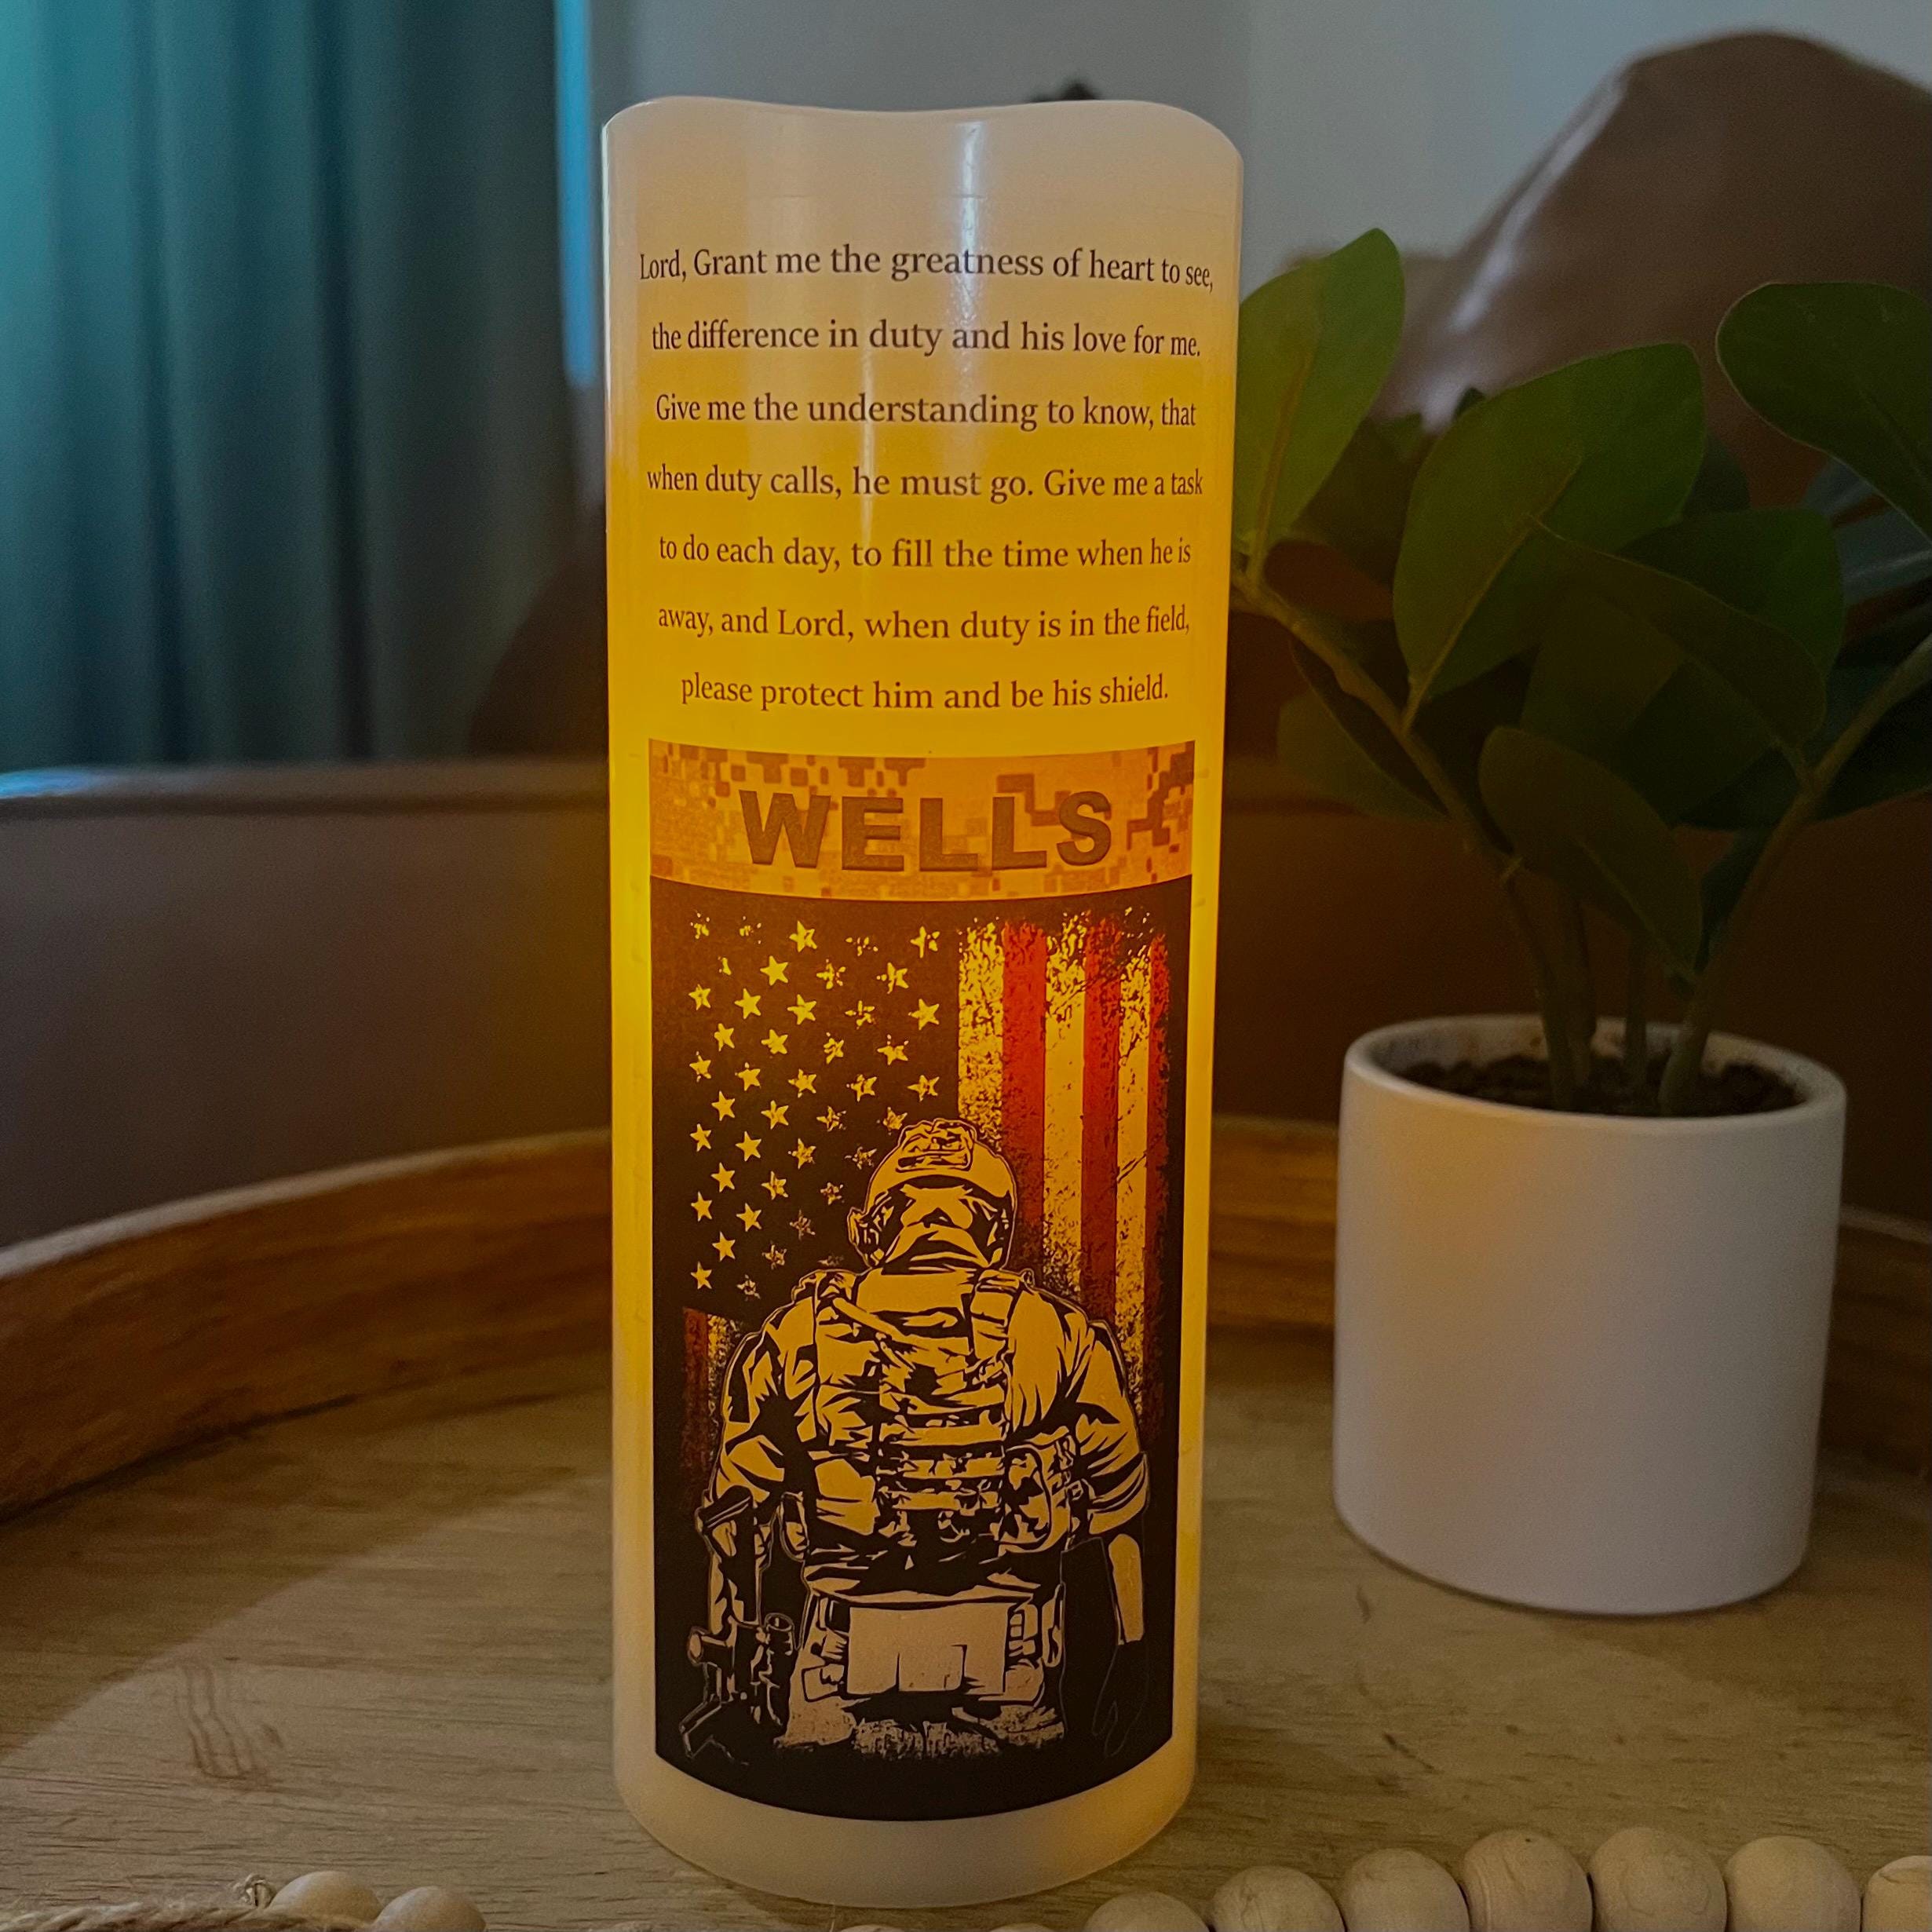 Lord, Grant me the greatness of heart to see,
the difference in duty and his love for me.
Give me the understanding to know, that
when duty calls, he must go. Give me a task
to do each day, to fill the time when he is
away, and Lord, when duty is in the field,
please protect him and be his shield.
WELLS